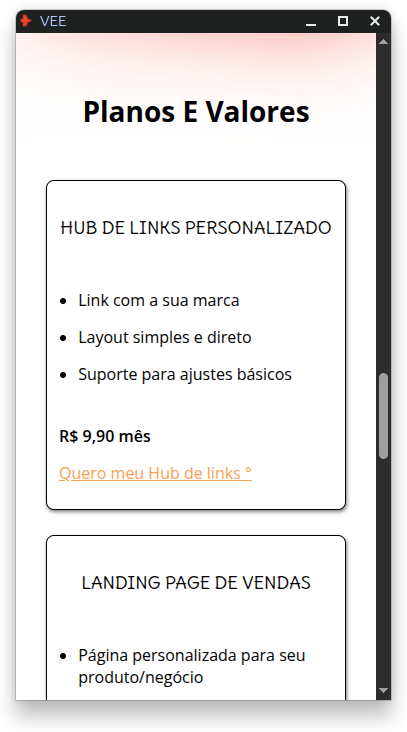 VEE
Planos E Valores
HUB DE LINKS PERSONALIZADO
Link com a sua marca
Layout simples e direto
Suporte para ajustes básicos
R$ 9,90 mês
Quero meu Hub de links °
LANDING PAGE DE VENDAS
Página personalizada para seu
produto/negócio